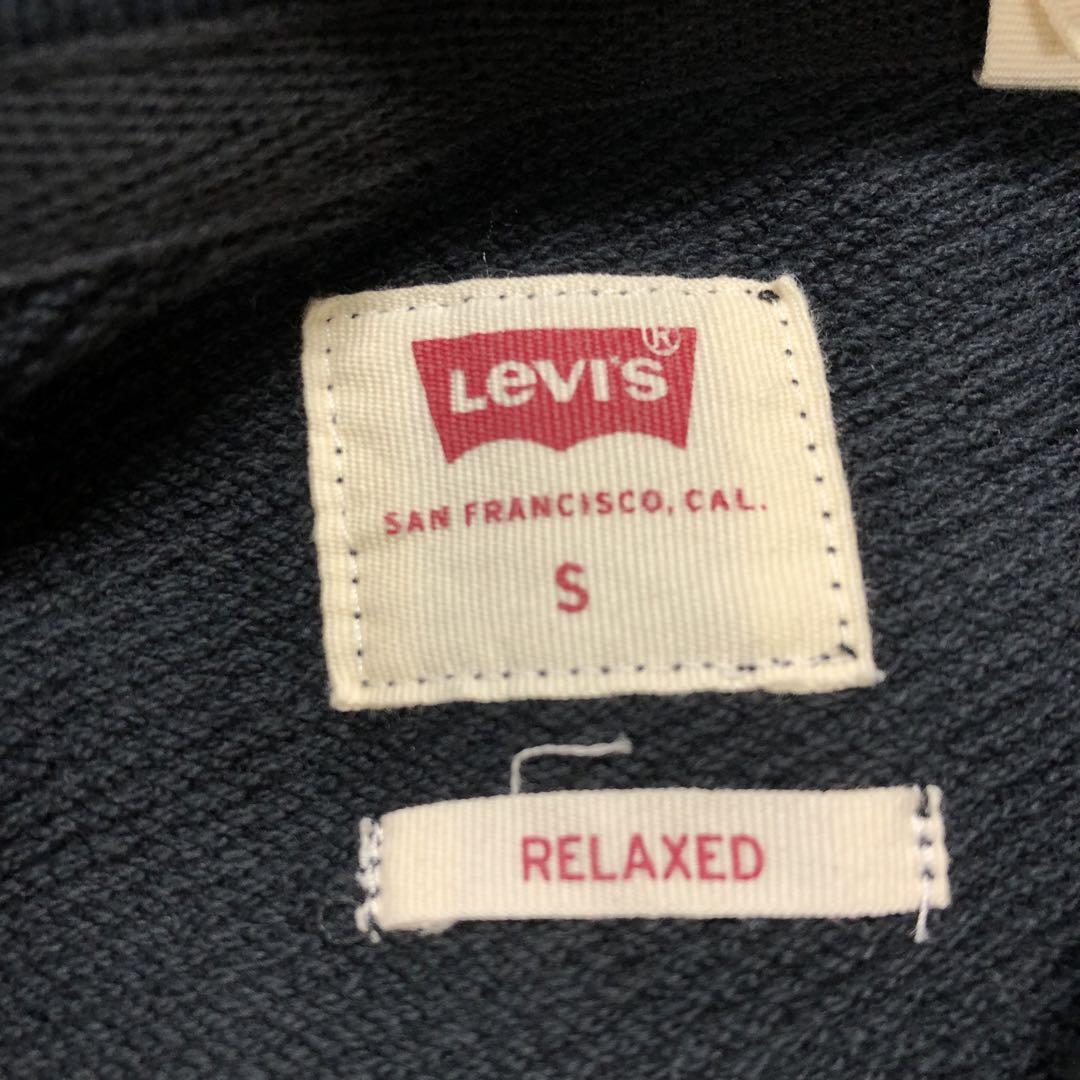 LEVI'S®
SAN FRANCISCO, CAL.
S
RELAXED